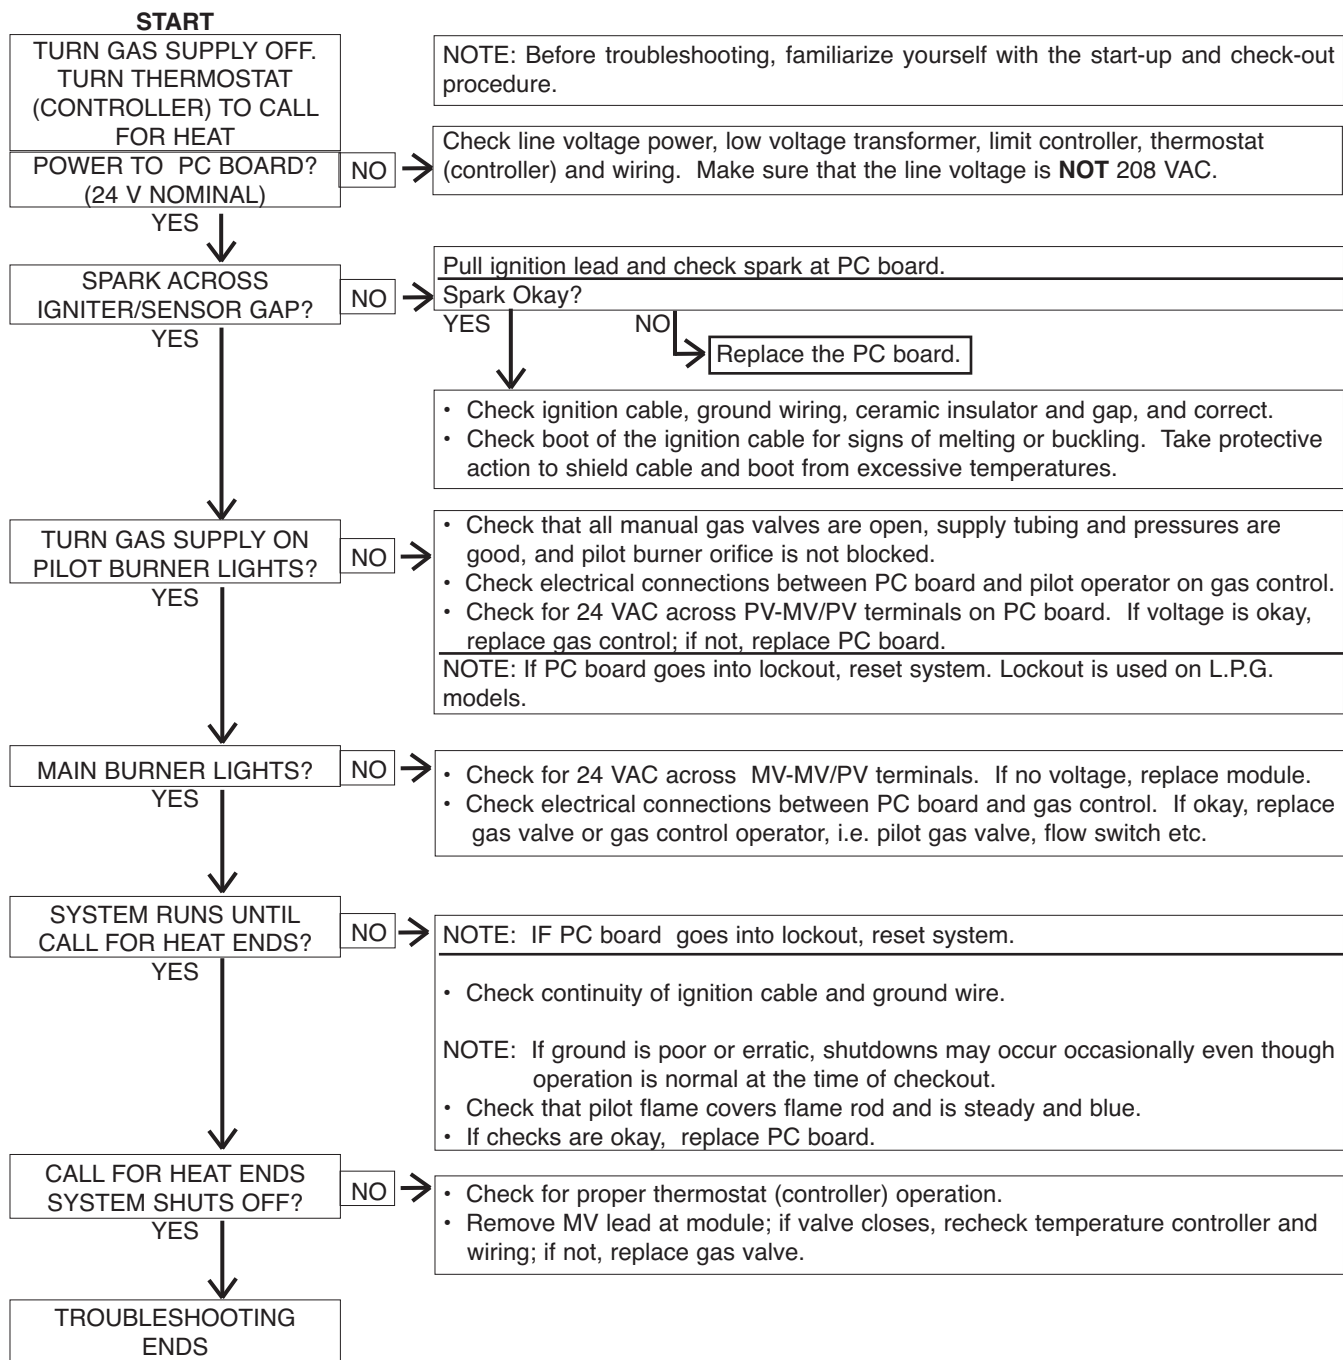 START
TURN GAS SUPPLY OFF.
TURN THERMOSTAT
(CONTROLLER) TO CALL
FOR HEAT
NOTE: Before troubleshooting, familiarize yourself with the start-up and check-out
procedure.
POWER TO PC BOARD?
(24 V NOMINAL)
NO
Check line voltage power, low voltage transformer, limit controller, thermostat
(controller) and wiring. Make sure that the line voltage is NOT 208 VAC.
YES
SPARK ACROSS
IGNITER/SENSOR GAP?
NO
Pull ignition lead and check spark at PC board.
Spark Okay?
YES
NO
Replace the PC board.
• Check ignition cable, ground wiring, ceramic insulator and gap, and correct.
• Check boot of the ignition cable for signs of melting or buckling. Take protective
action to shield cable and boot from excessive temperatures.
YES
TURN GAS SUPPLY ON
PILOT BURNER LIGHTS?
NO
• Check that all manual gas valves are open, supply tubing and pressures are
good, and pilot burner orifice is not blocked.
• Check electrical connections between PC board and pilot operator on gas control.
• Check for 24 VAC across PV-MV/PV terminals on PC board. If voltage is okay,
replace gas control; if not, replace PC board.
NOTE: If PC board goes into lockout, reset system. Lockout is used on L.P.G.
models.
YES
MAIN BURNER LIGHTS?
NO
• Check for 24 VAC across MV-MV/PV terminals. If no voltage, replace module.
• Check electrical connections between PC board and gas control. If okay, replace
gas valve or gas control operator, i.e. pilot gas valve, flow switch etc.
YES
SYSTEM RUNS UNTIL
CALL FOR HEAT ENDS?
NO
NOTE: IF PC board goes into lockout, reset system.
• Check continuity of ignition cable and ground wire.
NOTE: If ground is poor or erratic, shutdowns may occur occasionally even though
operation is normal at the time of checkout.
• Check that pilot flame covers flame rod and is steady and blue.
• If checks are okay, replace PC board.
YES
CALL FOR HEAT ENDS
SYSTEM SHUTS OFF?
NO
• Check for proper thermostat (controller) operation.
• Remove MV lead at module; if valve closes, recheck temperature controller and
wiring; if not, replace gas valve.
YES
TROUBLESHOOTING
ENDS